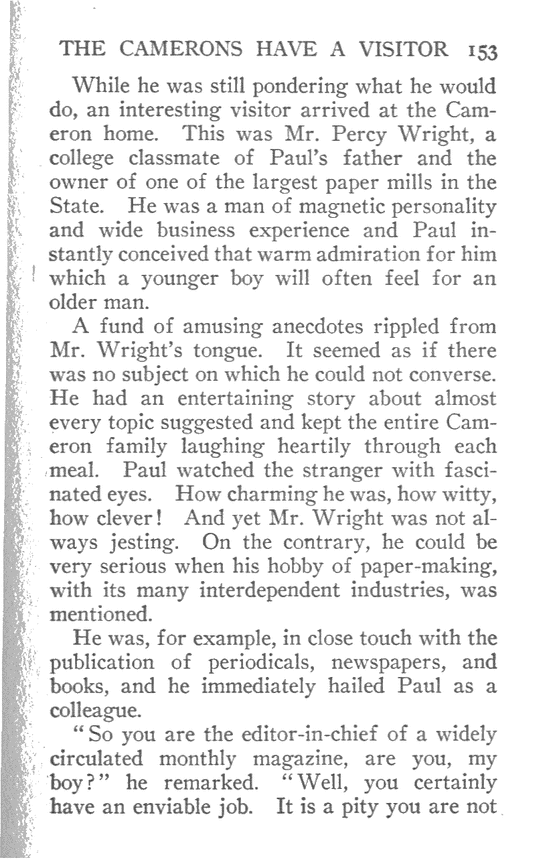 THE CAMERONS HAVE A VISITOR 153
While he was still pondering what he would
do, an interesting visitor arrived at the Cam-
eron home. This was Mr. Percy Wright, a
college classmate of Paul's father and the
owner of one of the largest paper mills in the
State. He was a man of magnetic personality
and wide business experience and Paul in-
stantly conceived that warm admiration for him
which a younger boy will often feel for an
older man.
A fund of amusing anecdotes rippled from
Mr. Wright's tongue. It seemed as if there
was no subject on which he could not converse.
He had an entertaining story about almost
every topic suggested and kept the entire Cam-
eron family laughing heartily through each
meal. Paul watched the stranger with fasci-
nated eyes. How charming he was, how witty,
how clever! And yet Mr. Wright was not al-
ways jesting. On the contrary, he could be
very serious when his hobby of paper-making,
with its many interdependent industries, was
mentioned.
He was, for example, in close touch with the
publication of periodicals, newspapers, and
books, and he immediately hailed Paul as a
colleague.
"So you are the editor-in-chief of a widely
circulated monthly magazine, are you, my
boy?" he remarked. "Well, you certainly
have an enviable job. It is a pity you are not